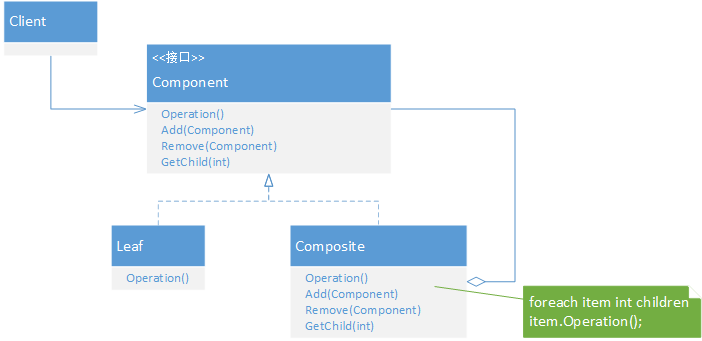 Client
<<接口>>
Component
Operation()
Add(Component)
Remove(Component)
GetChild(int)
Leaf
Operation()
Composite
Operation()
Add(Component)
Remove(Component)
GetChild(int)
foreach item int children
item.Operation();